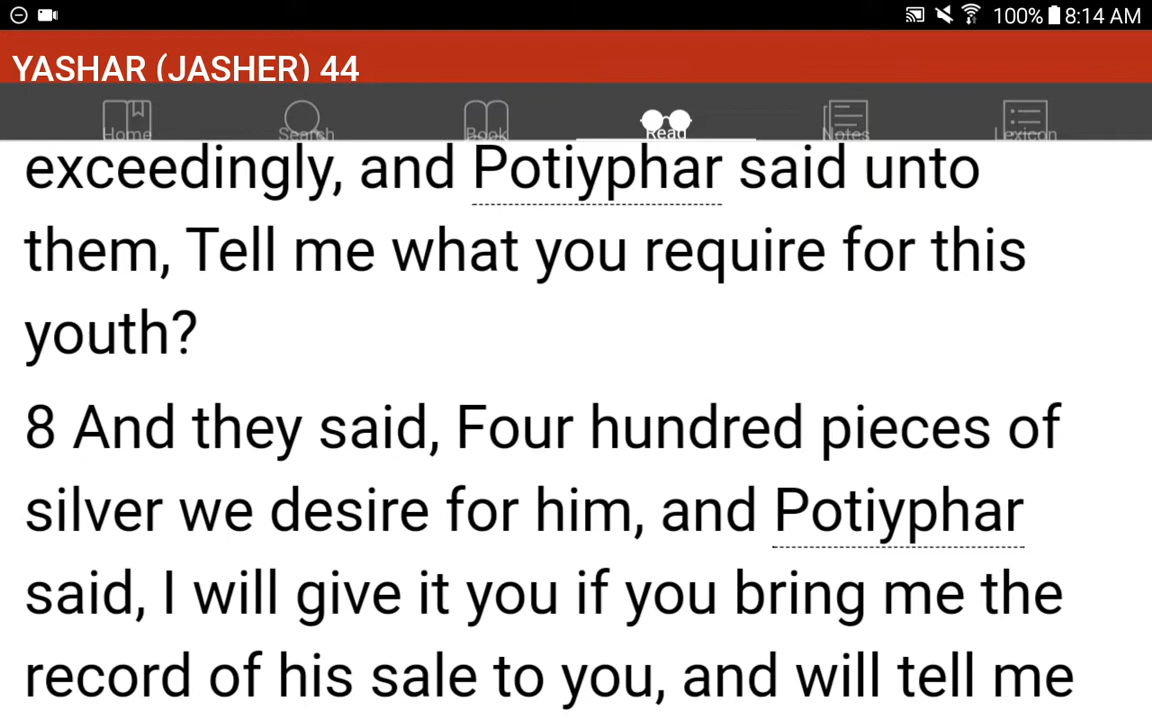 100% 8:14 AM
YASHAR (JASHER) 44
Home Search Book Read Notes Lexicon
exceedingly, and Potiyphar said unto
them, Tell me what you require for this
youth?
8 And they said, Four hundred pieces of
silver we desire for him, and Potiyphar
said, I will give it you if you bring me the
record of his sale to you, and will tell me